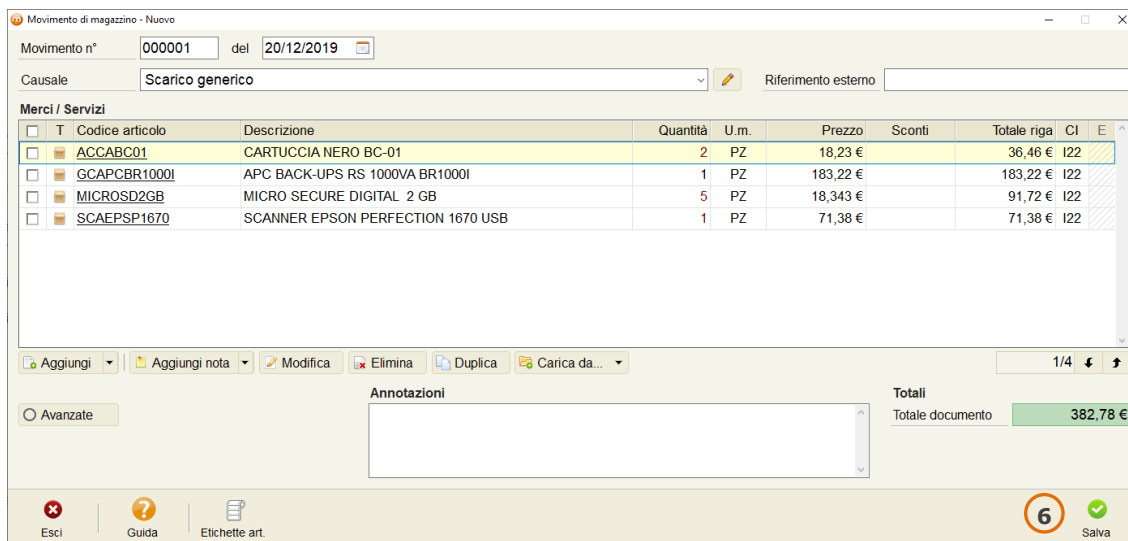 Movimento di magazzino - Nuovo
Movimento n° 000001 del 20/12/2019
Causale Scarico generico Riferimento esterno
Merci / Servizi
T Codice articolo Descrizione Quantità U.m. Prezzo Sconti Totale riga CI E
ACCABC01 CARTUCCIA NERO BC-01 2 PZ 18,23 € 36,46 € I22
GCAPCBR1000I APC BACK-UPS RS 1000VA BR1000I 1 PZ 183,22 € 183,22 € I22
MICROSD2GB MICRO SECURE DIGITAL 2 GB 5 PZ 18,343 € 91,72 € I22
SCAEPSP1670 SCANNER EPSON PERFECTION 1670 USB 1 PZ 71,38 € 71,38 € I22
Aggiungi Aggiungi nota Modifica Elimina Duplica Carica da... 1/4
Annotazioni Totali
Avanzate Totale documento 382,78 €
6
Esci Guida Etichette art. Salva